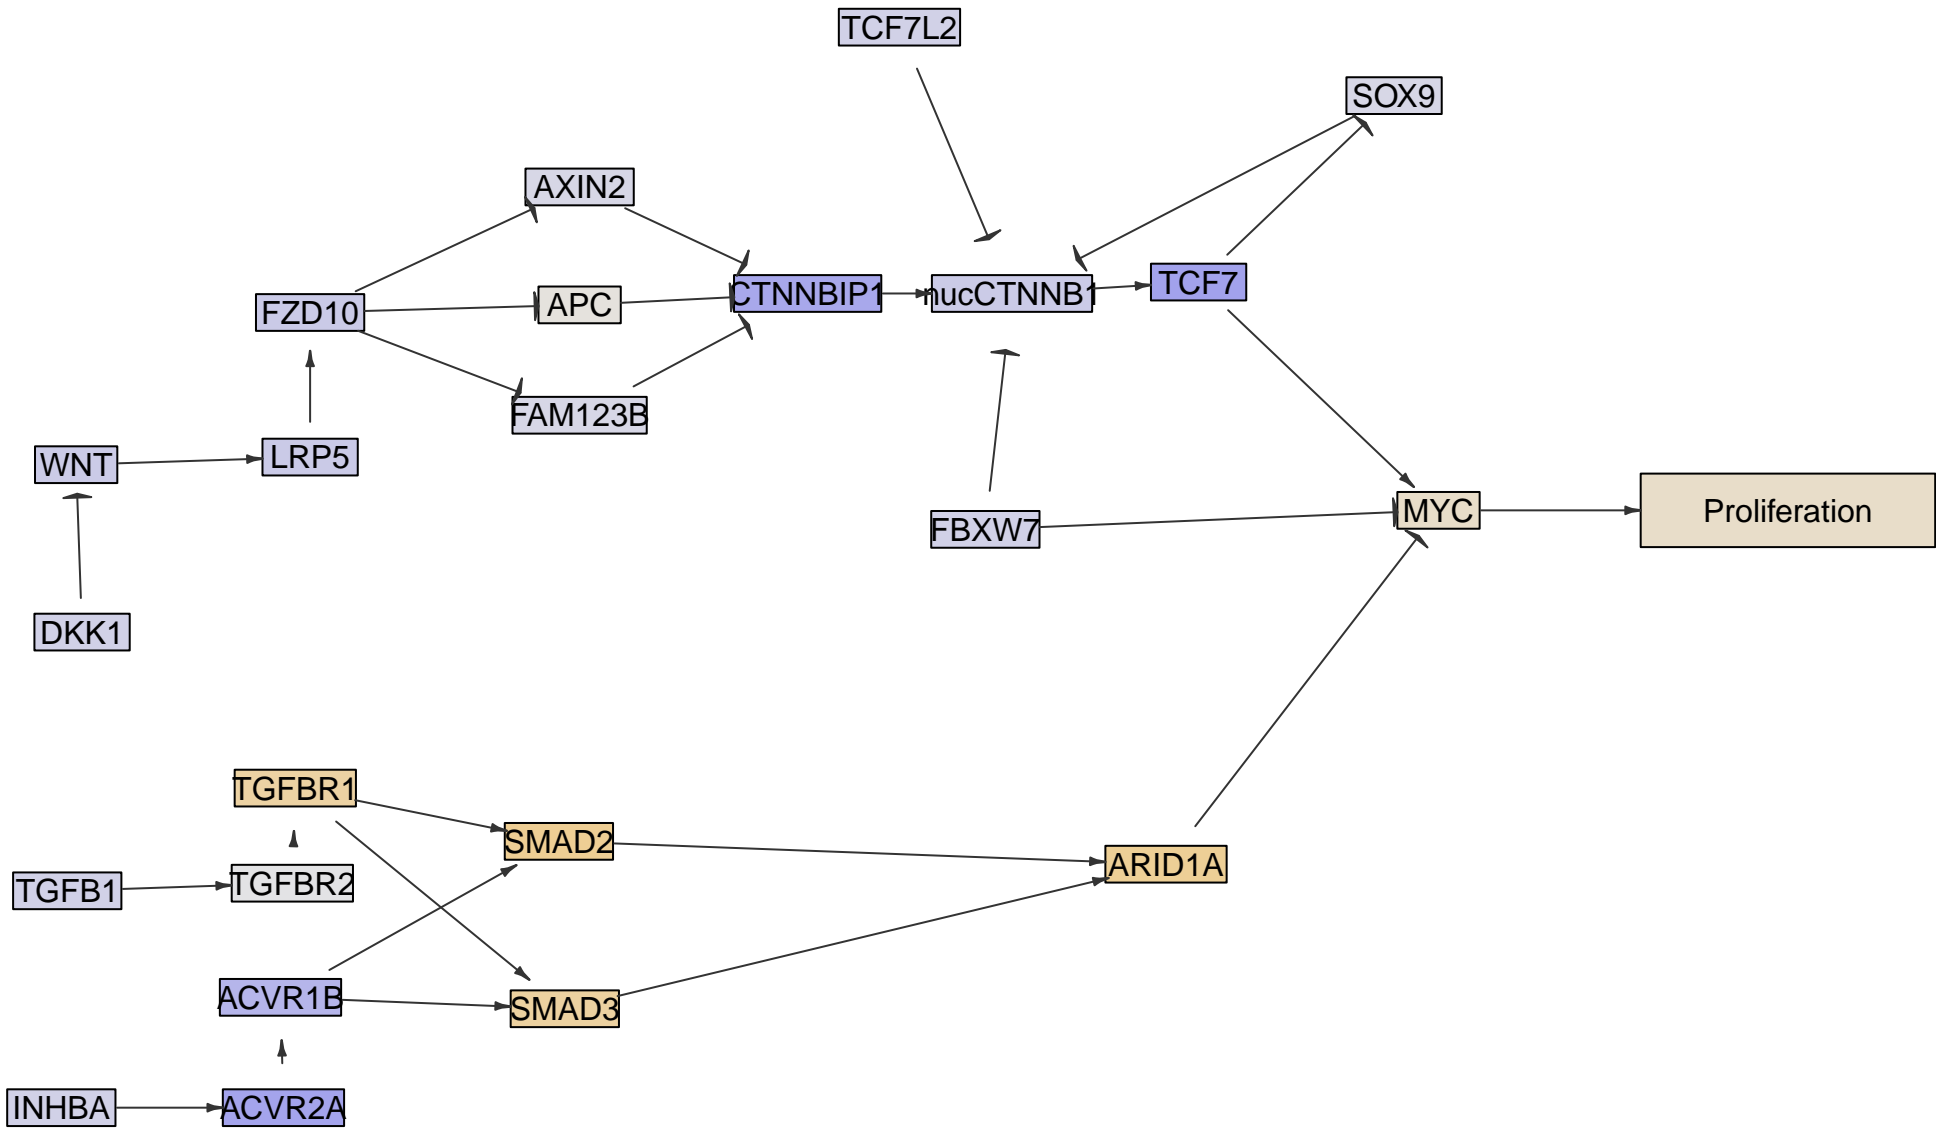 TCF7L2
SOX9
AXIN2
FZD10
APC
CTNNBIP1
nucCTNNB1
TCF7
FAM123B
WNT
LRP5
FBXW7
MYC
Proliferation
DKK1
TGFBR1
SMAD2
ARID1A
TGFB1
TGFBR2
ACVR1B
SMAD3
INHBA
ACVR2A